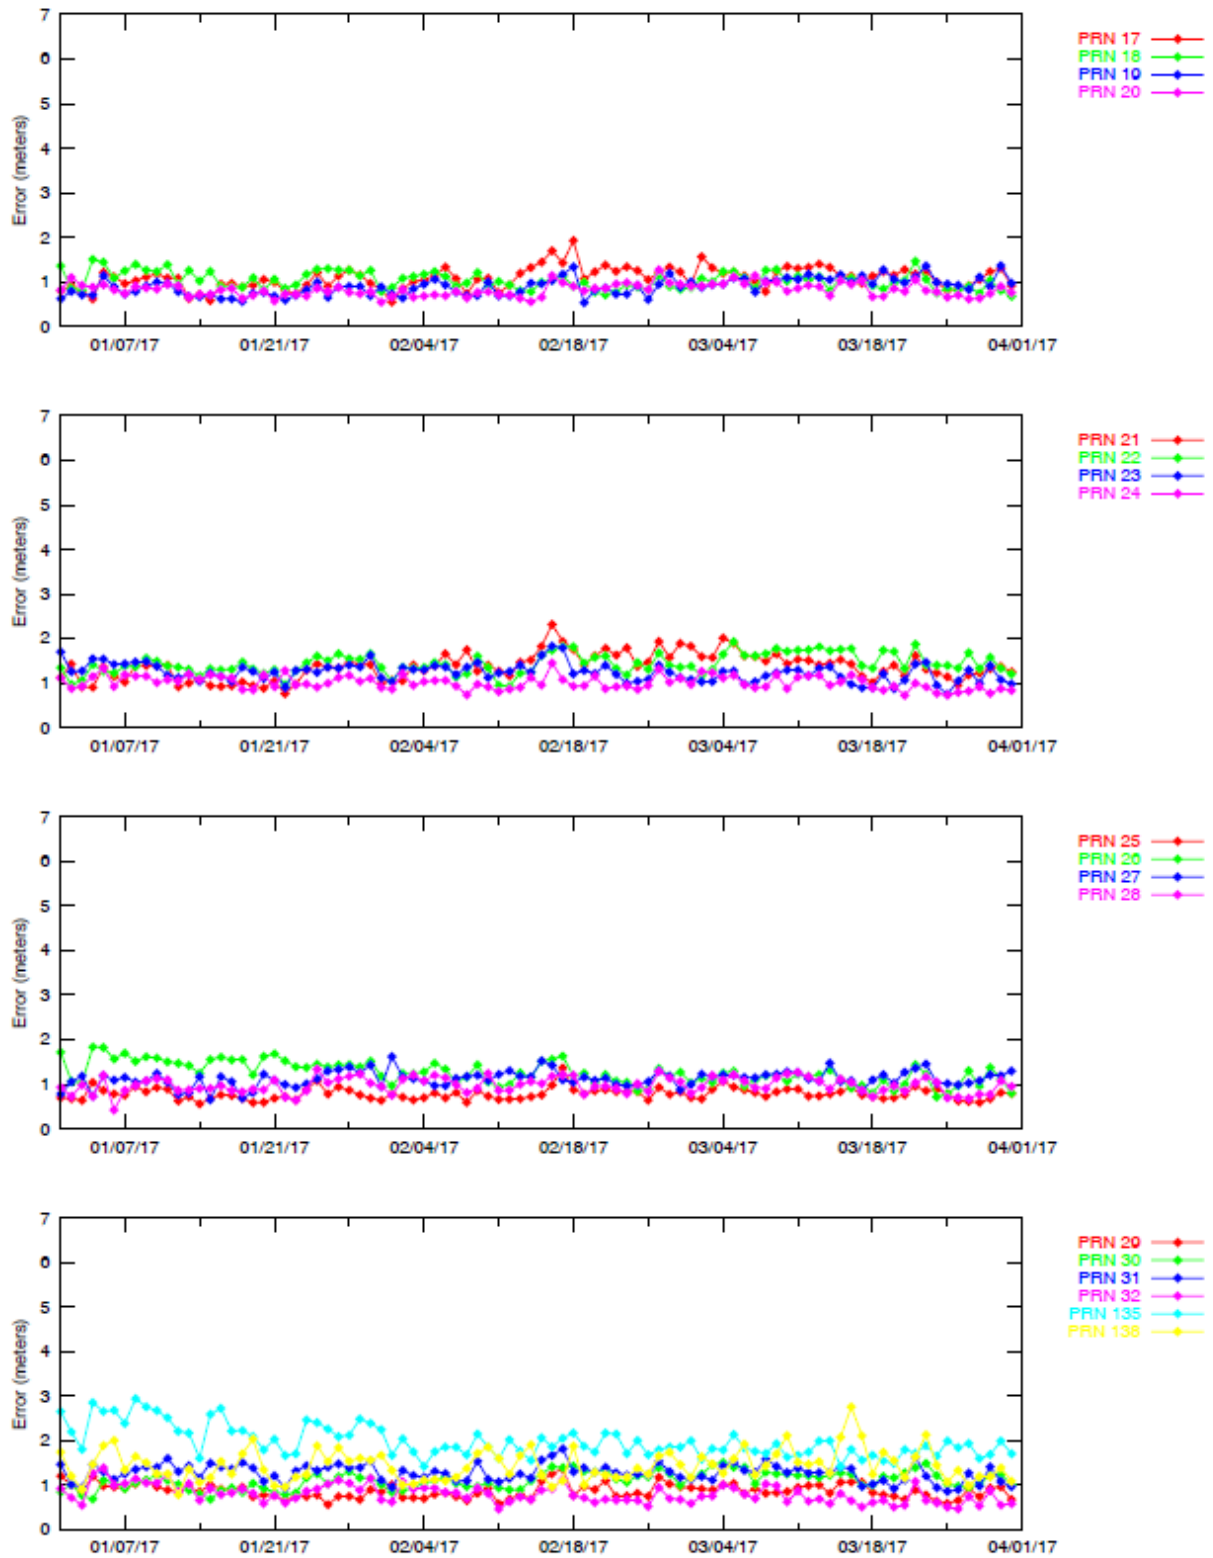 7
6
5
4
3
2
1
0
Error (meters)
01/07/17 01/21/17 02/04/17 02/18/17 03/04/17 03/18/17 04/01/17
PRN 17
PRN 18
PRN 19
PRN 20
7
6
5
4
3
2
1
0
Error (meters)
01/07/17 01/21/17 02/04/17 02/18/17 03/04/17 03/18/17 04/01/17
PRN 21
PRN 22
PRN 23
PRN 24
7
6
5
4
3
2
1
0
Error (meters)
01/07/17 01/21/17 02/04/17 02/18/17 03/04/17 03/18/17 04/01/17
PRN 25
PRN 26
PRN 27
PRN 28
7
6
5
4
3
2
1
0
Error (meters)
01/07/17 01/21/17 02/04/17 02/18/17 03/04/17 03/18/17 04/01/17
PRN 29
PRN 30
PRN 31
PRN 32
PRN 135
PRN 138